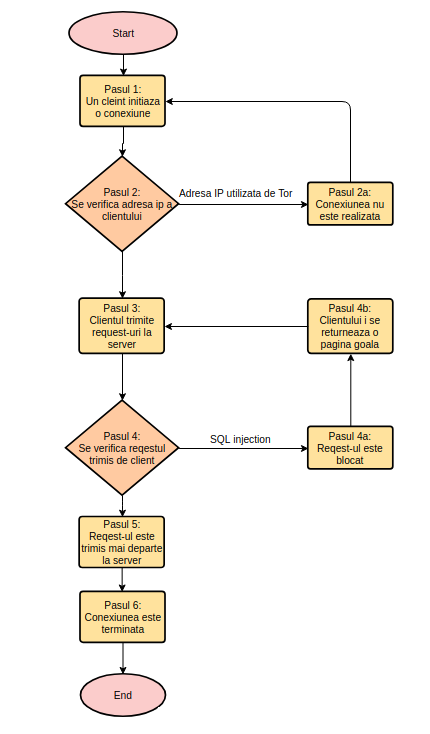 Start
Pasul 1:
Un cleint initiaza
o conexiune
Pasul 2:
Se verifica adresa ip a
clientului
Adresa IP utilizata de Tor
Pasul 2a:
Conexiunea nu
este realizata
Pasul 3:
Clientul trimite
request-uri la
server
Pasul 4b:
Clientului i se
returneaza o
pagina goala
Pasul 4:
Se verifica reqestul
trimis de client
SQL injection
Pasul 4a:
Reqest-ul este
blocat
Pasul 5:
Reqest-ul este
trimis mai departe
la server
Pasul 6:
Conexiunea este
terminata
End